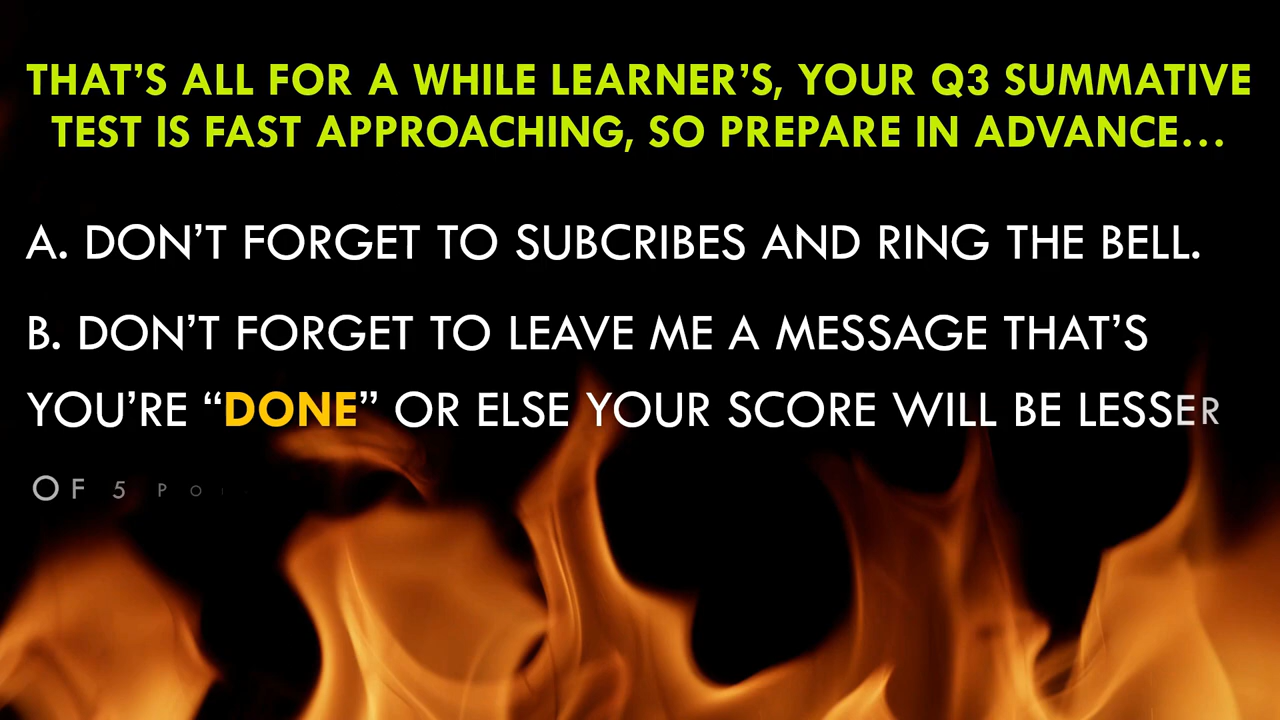 THAT’S ALL FOR A WHILE LEARNER’S, YOUR Q3 SUMMATIVE
TEST IS FAST APPROACHING, SO PREPARE IN ADVANCE...
A. DON’T FORGET TO SUBCRIBES AND RING THE BELL.
B. DON’T FORGET TO LEAVE ME A MESSAGE THAT’S
YOU’RE “DONE” OR ELSE YOUR SCORE WILL BE LESSER
OF 5